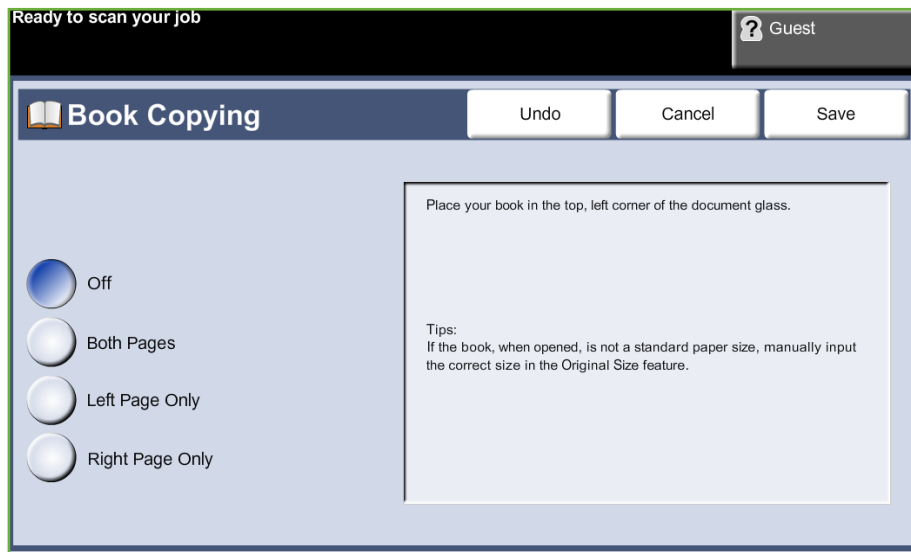 Ready to scan your job
Guest
Book Copying
Undo
Cancel
Save
Place your book in the top, left corner of the document glass.
Off
Both Pages
Left Page Only
Right Page Only
Tips:
If the book, when opened, is not a standard paper size, manually input
the correct size in the Original Size feature.